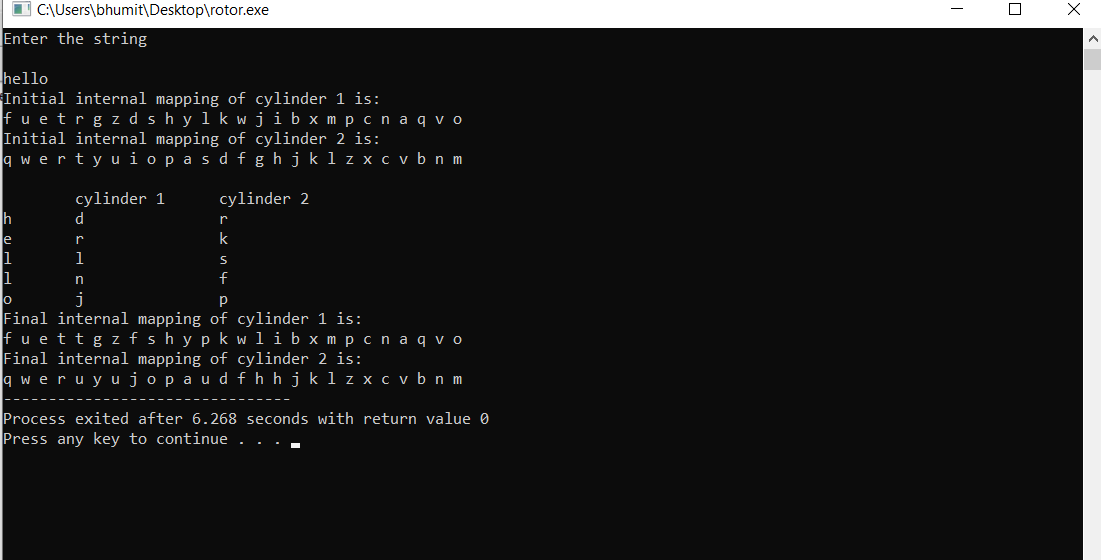 C:\Users\bhumit\Desktop\rotor.exe
Enter the string
hello
Initial internal mapping of cylinder 1 is:
f u e t r g z d s h y l k w j i b x m p c n a q v o
Initial internal mapping of cylinder 2 is:
q w e r t y u i o p a s d f g h j k l z x c v b n m
cylinder 1 cylinder 2
h d r
e r k
l l s
l n f
o j p
Final internal mapping of cylinder 1 is:
f u e t t g z f s h y p k w l i b x m p c n a q v o
Final internal mapping of cylinder 2 is:
q w e r u y u j o p a u d f h h j k l z x c v b n m
--------------------------------
Process exited after 6.268 seconds with return value 0
Press any key to continue . . .